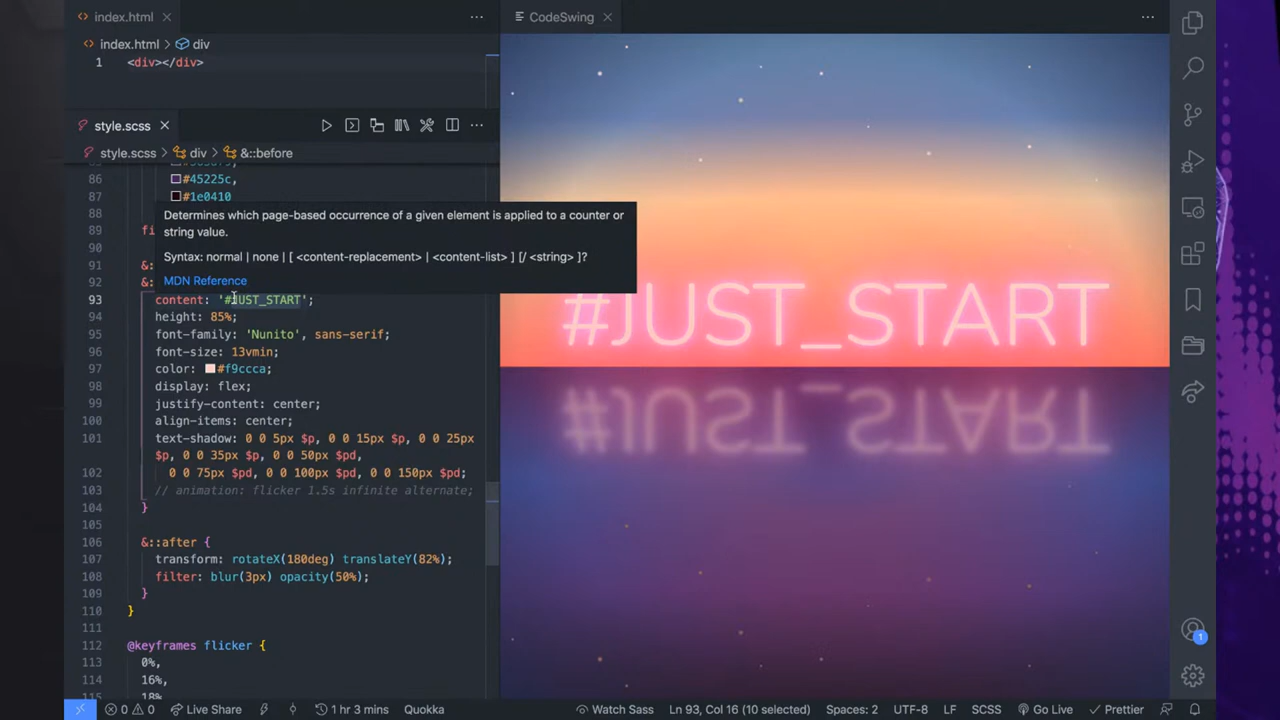 index.html
index.html > div
1 <div></div>
style.scss
style.scss > div > &::before
86 #45225c,
87 #1e0410
88
89 fi
90
91 &:
92 &:
Determines which page-based occurrence of a given element is applied to a counter or
string value.
Syntax: normal | none | [ <content-replacement> | <content-list> ] [/ <string> ]?
MDN Reference
93 content: '#JUST_START';
94 height: 85%;
95 font-family: 'Nunito', sans-serif;
96 font-size: 13vmin;
97 color: #f9ccca;
98 display: flex;
99 justify-content: center;
100 align-items: center;
101 text-shadow: 0 0 5px $p, 0 0 15px $p, 0 0 25px
$p, 0 0 35px $p, 0 0 50px $pd,
102 0 0 75px $pd, 0 0 100px $pd, 0 0 150px $pd;
103 // animation: flicker 1.5s infinite alternate;
104 }
105
106 &::after {
107 transform: rotateX(180deg) translateY(82%);
108 filter: blur(3px) opacity(50%);
109 }
110 }
111
112 @keyframes flicker {
113 0%,
114 16%,
115 18%
CodeSwing
#JUST_START
#JUST_START
1
0 0 Live Share 1 hr 3 mins Quokka Watch Sass Ln 93, Col 16 (10 selected) Spaces: 2 UTF-8 LF SCSS Go Live Prettier